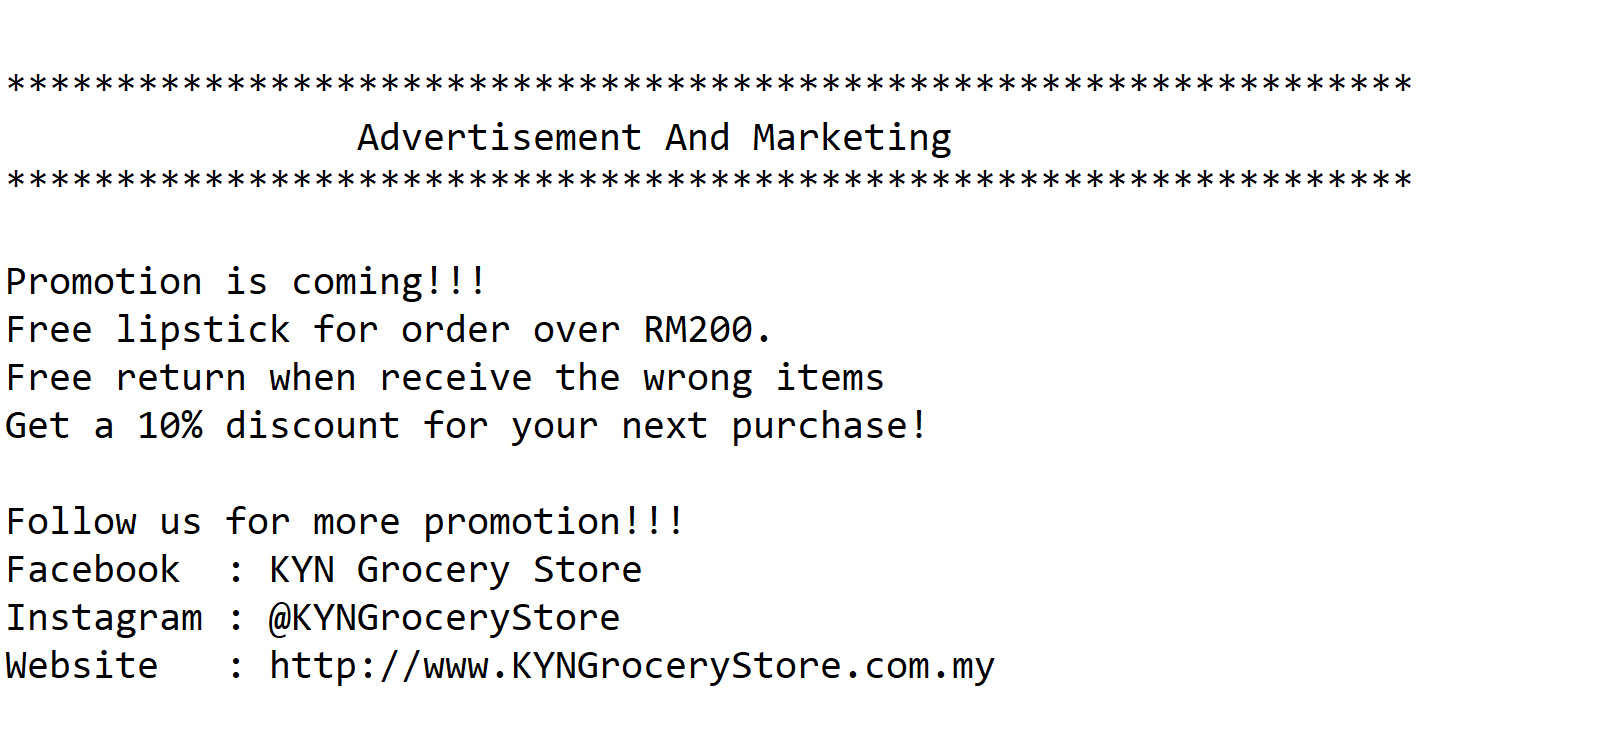 ****************************************************************
Advertisement And Marketing
****************************************************************
Promotion is coming!!!
Free lipstick for order over RM200.
Free return when receive the wrong items
Get a 10% discount for your next purchase!
Follow us for more promotion!!!
Facebook  : KYN Grocery Store
Instagram : @KYNGroceryStore
Website   : http://www.KYNGroceryStore.com.my